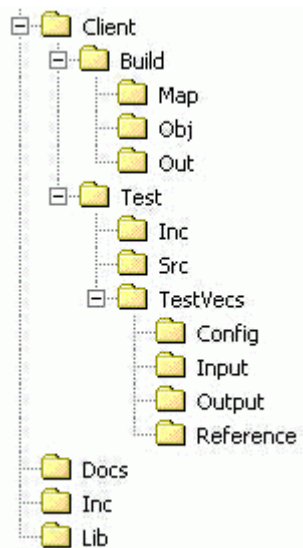 Client
Build
Map
Obj
Out
Test
Inc
Src
TestVecs
Config
Input
Output
Reference
Docs
Inc
Lib